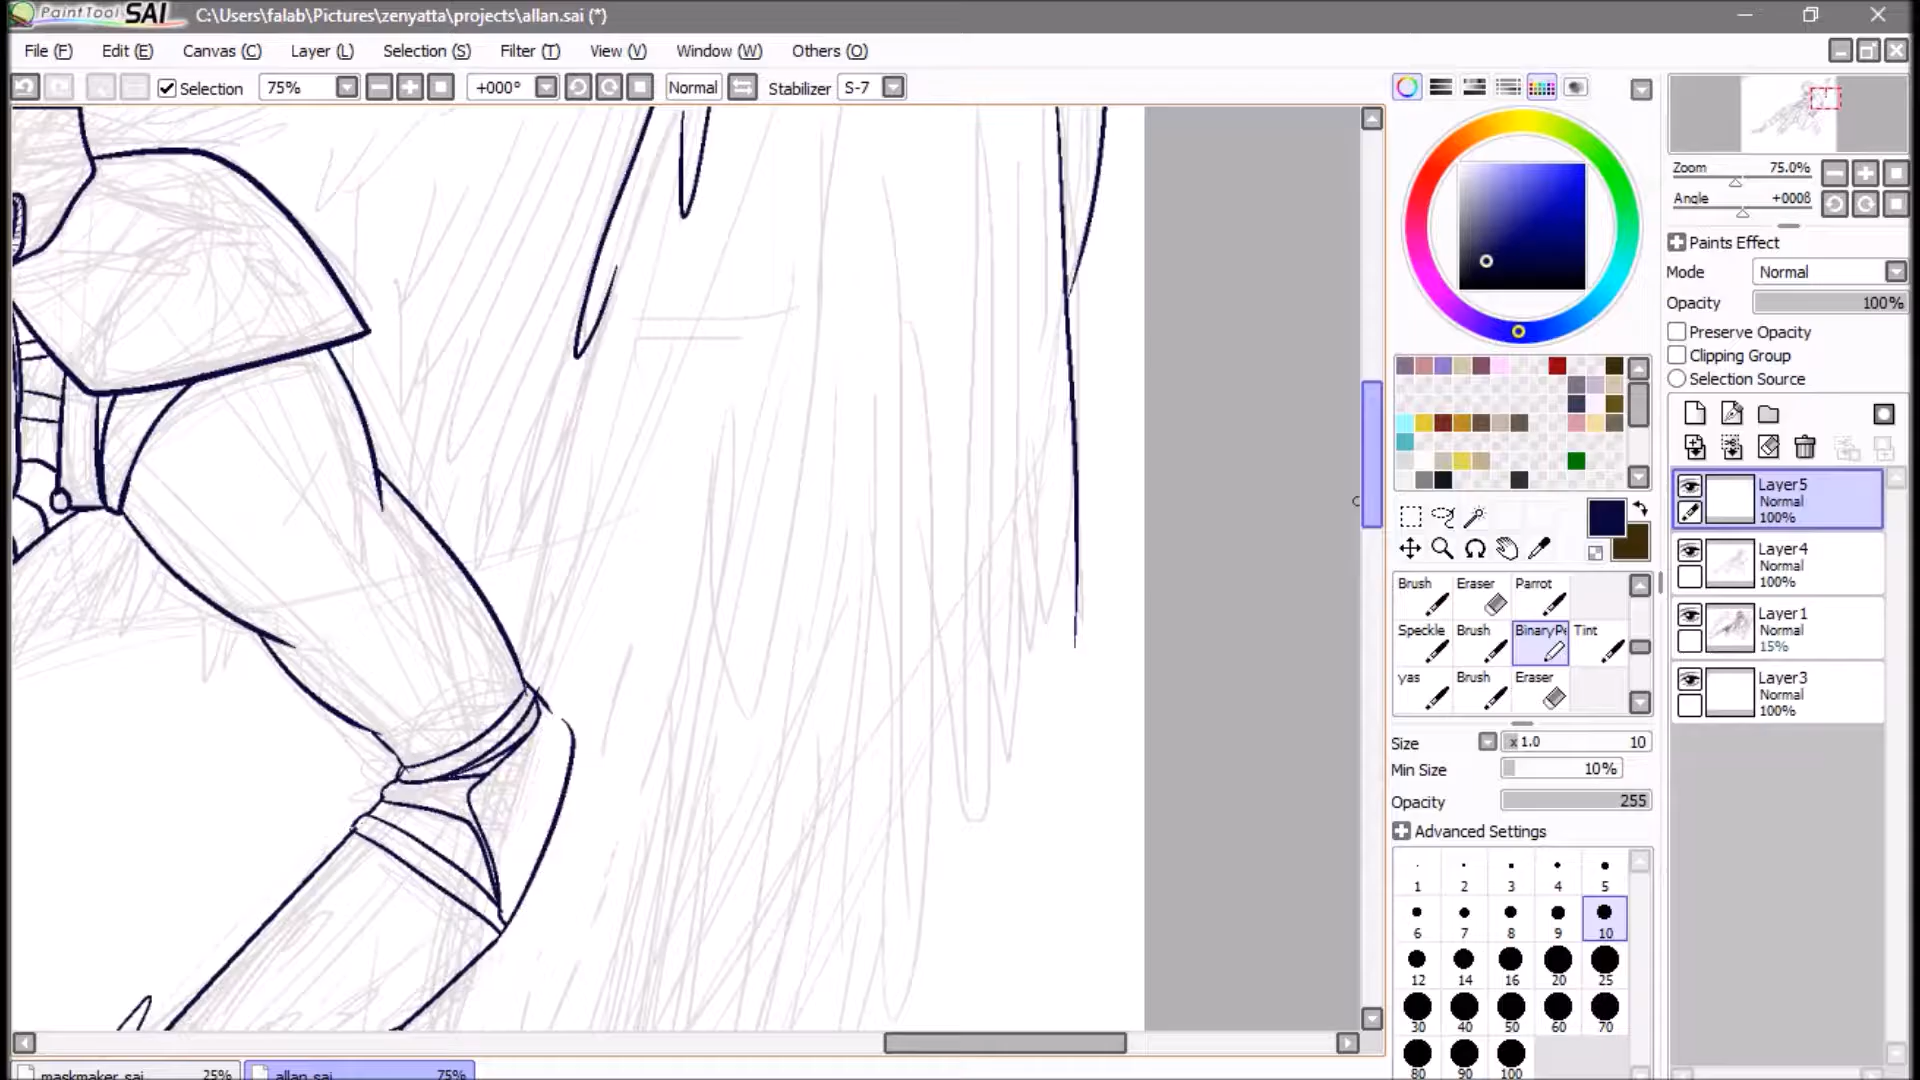 PaintTool SAI C:\Users\falab\Pictures\zenyatta\projects\allan.sai (*)
File (F) Edit (E) Canvas (C) Layer (L) Selection (S) Filter (T) View (V) Window (W) Others (O)
Selection 75% +000° Normal Stabilizer S-7
Zoom 75.0%
Angle +000
Paints Effect
Mode Normal
Opacity 100%
Preserve Opacity
Clipping Group
Selection Source
Layer5
Normal
100%
Layer4
Normal
100%
Layer1
Normal
15%
Layer3
Normal
100%
Brush Eraser Parrot
Speckle Brush BinaryPe Tint
yas Brush Eraser
Size x 1.0 10
Min Size 10%
Opacity 255
Advanced Settings
1 2 3 4 5
6 7 8 9 10
12 14 16 20 25
30 40 50 60 70
80 90 100
maskmaker.sai 25% allan.sai 75%